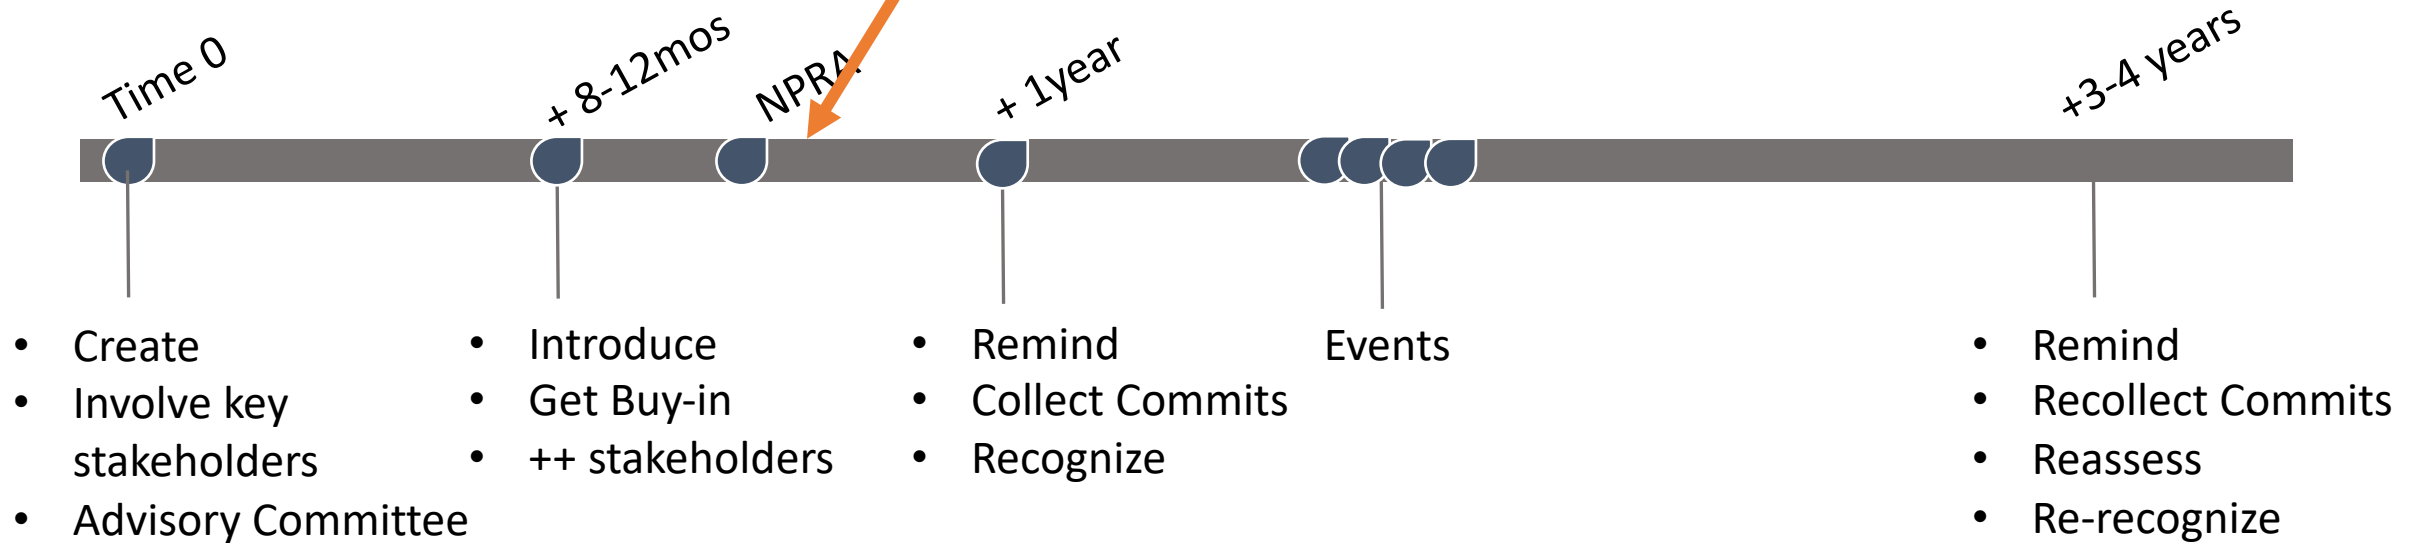 Time 0
+ 8-12mos
NPRA
+ 1year
+3-4 years
• Create
• Involve key
stakeholders
• Advisory Committee
• Introduce
• Get Buy-in
• ++ stakeholders
• Remind
• Collect Commits
• Recognize
Events
• Remind
• Recollect Commits
• Reassess
• Re-recognize